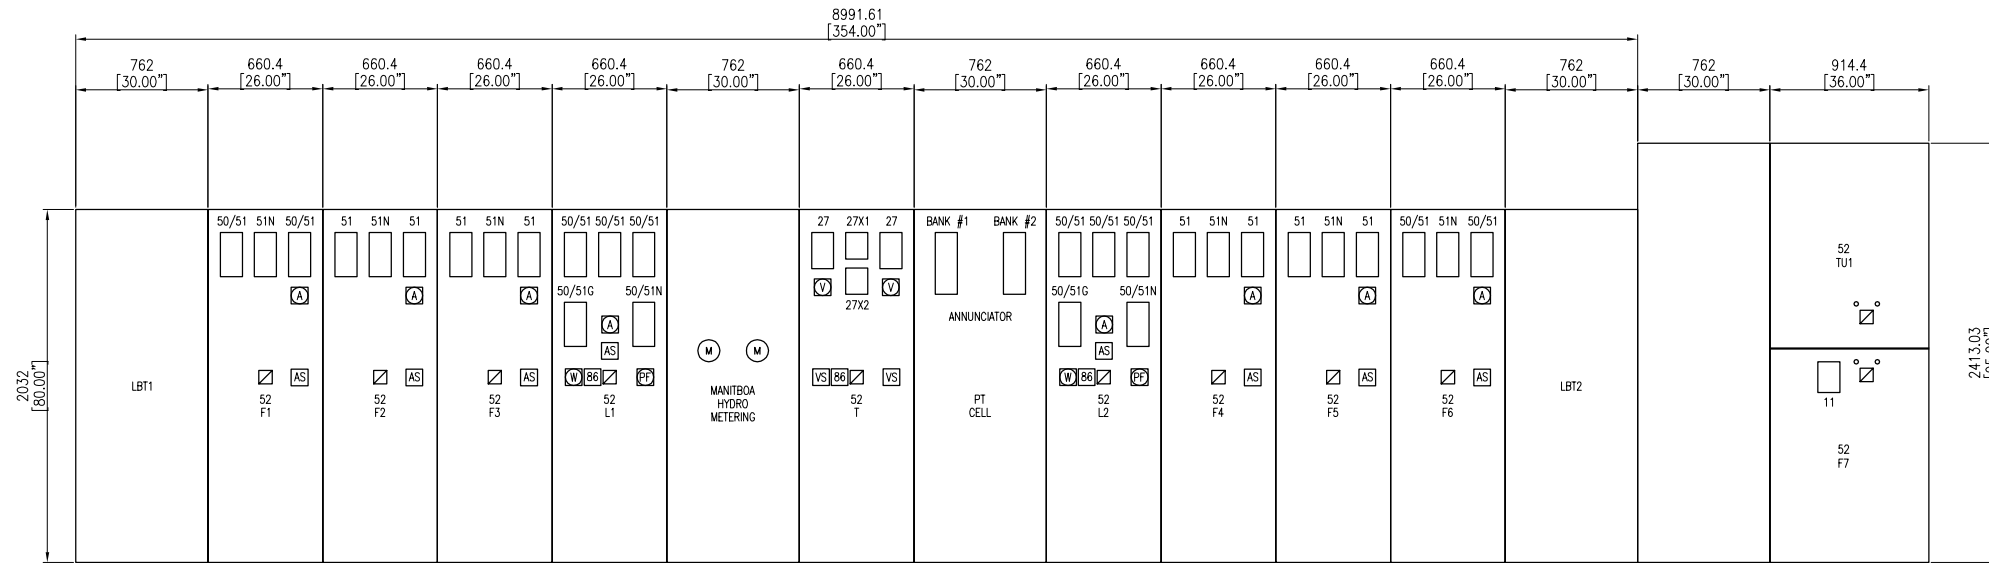 8991.61
[354.00"]
762 660.4 660.4 660.4 660.4 762 660.4 762 660.4 660.4 660.4 660.4 762 762 914.4
[30.00"] [26.00"] [26.00"] [26.00"] [26.00"] [30.00"] [26.00"] [30.00"] [26.00"] [26.00"] [26.00"] [26.00"] [30.00"] [30.00"] [36.00"]
2032
[80.00"]
LBT1
50/51 51N 50/51
A
AS
52
F1
51 51N 51
A
AS
52
F2
51 51N 51
A
AS
52
F3
50/51 50/51 50/51
50/51G 50/51N
A
AS
W 86 PF
52
L1
M M
MANITBOA
HYDRO
METERING
27 27X1 27
V V
27X2
VS 86 VS
52
T
BANK #1 BANK #2
ANNUNCIATOR
PT
CELL
50/51 50/51 50/51
50/51G 50/51N
A
AS
W 86 PF
52
L2
51 51N 51
A
AS
52
F4
51 51N 51
A
AS
52
F5
50/51 51N 50/51
A
AS
52
F6
LBT2
52
TU1
11
52
F7
2413.03